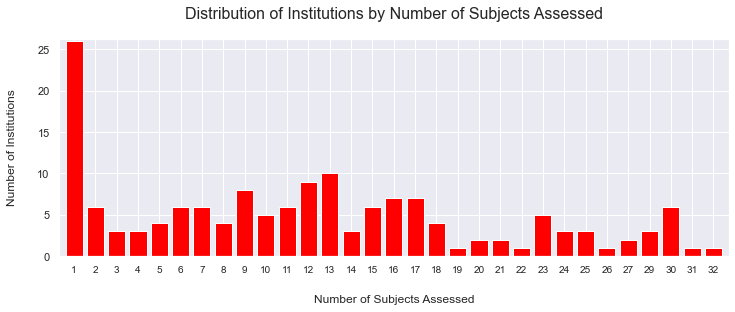 Distribution of Institutions by Number of Subjects Assessed
Number of Institutions
25
20
15
10
5
0
1 2 3 4 5 6 7 8 9 10 11 12 13 14 15 16 17 18 19 20 21 22 23 24 25 26 27 29 30 31 32
Number of Subjects Assessed